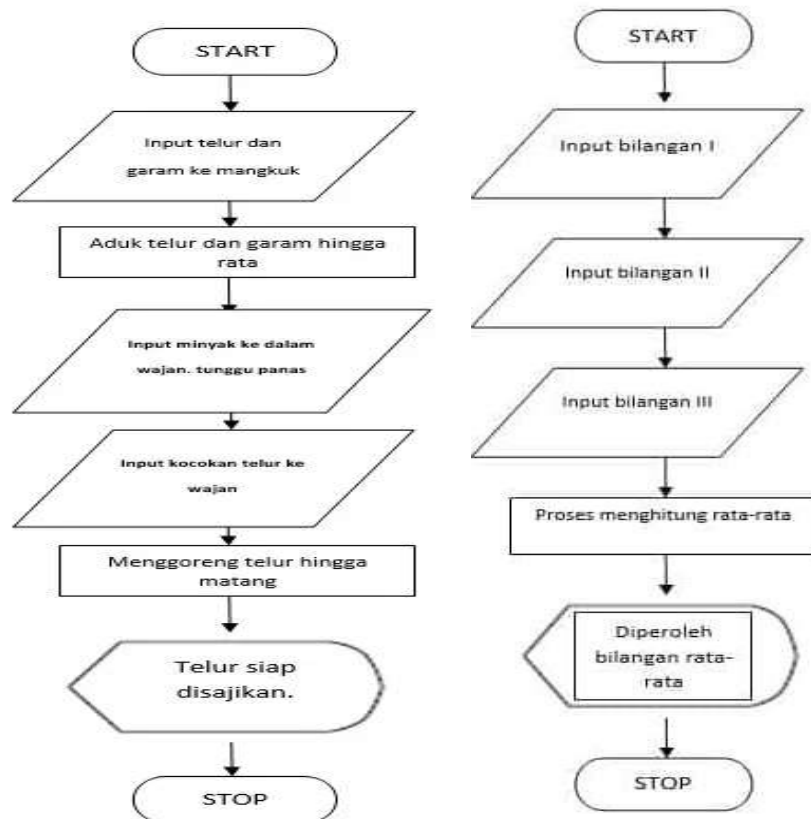 START
Input telur dan
garam ke mangkuk
Aduk telur dan garam hingga
rata
Input minyak ke dalam
wajan. tunggu panas
Input kocokan telur ke
wajan
Menggoreng telur hingga
matang
Telur siap
disajikan.
STOP
START
Input bilangan I
Input bilangan II
Input bilangan III
Proses menghitung rata-rata
Diperoleh
bilangan rata-
rata
STOP